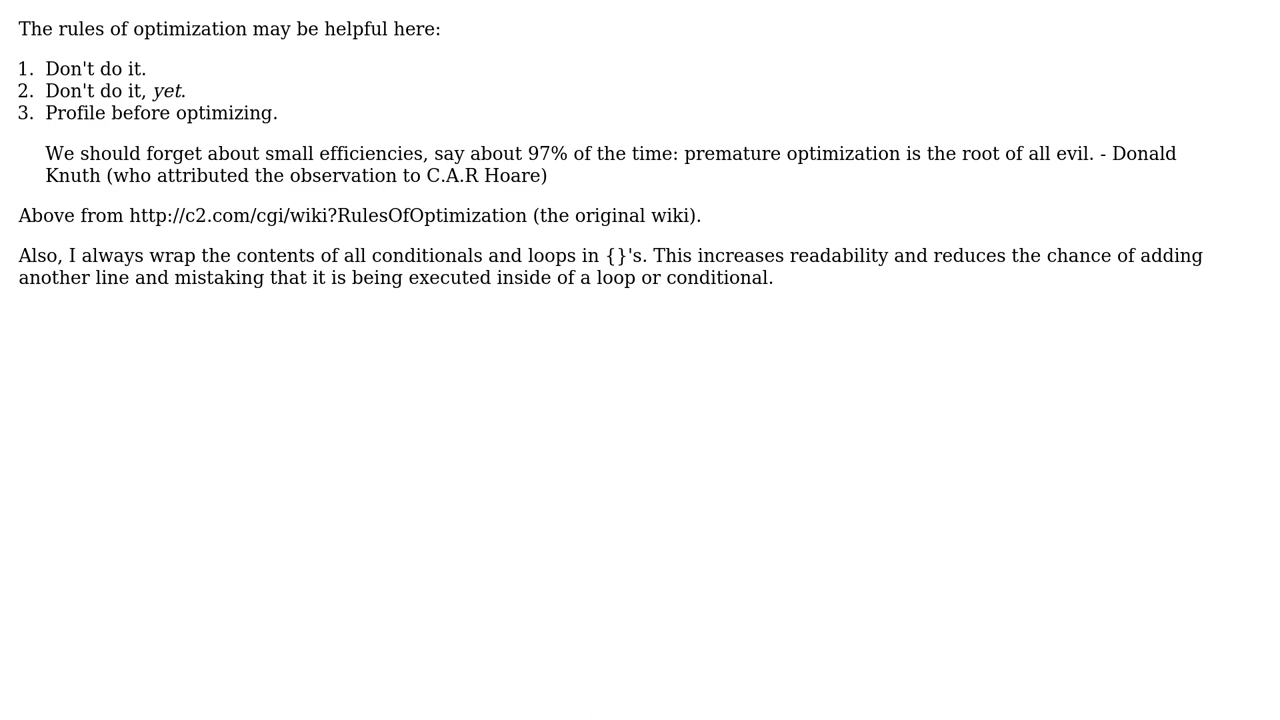 The rules of optimization may be helpful here:
1. Don't do it.
2. Don't do it, yet.
3. Profile before optimizing.
We should forget about small efficiencies, say about 97% of the time: premature optimization is the root of all evil. - Donald
Knuth (who attributed the observation to C.A.R Hoare)
Above from http://c2.com/cgi/wiki?RulesOfOptimization (the original wiki).
Also, I always wrap the contents of all conditionals and loops in {}'s. This increases readability and reduces the chance of adding
another line and mistaking that it is being executed inside of a loop or conditional.